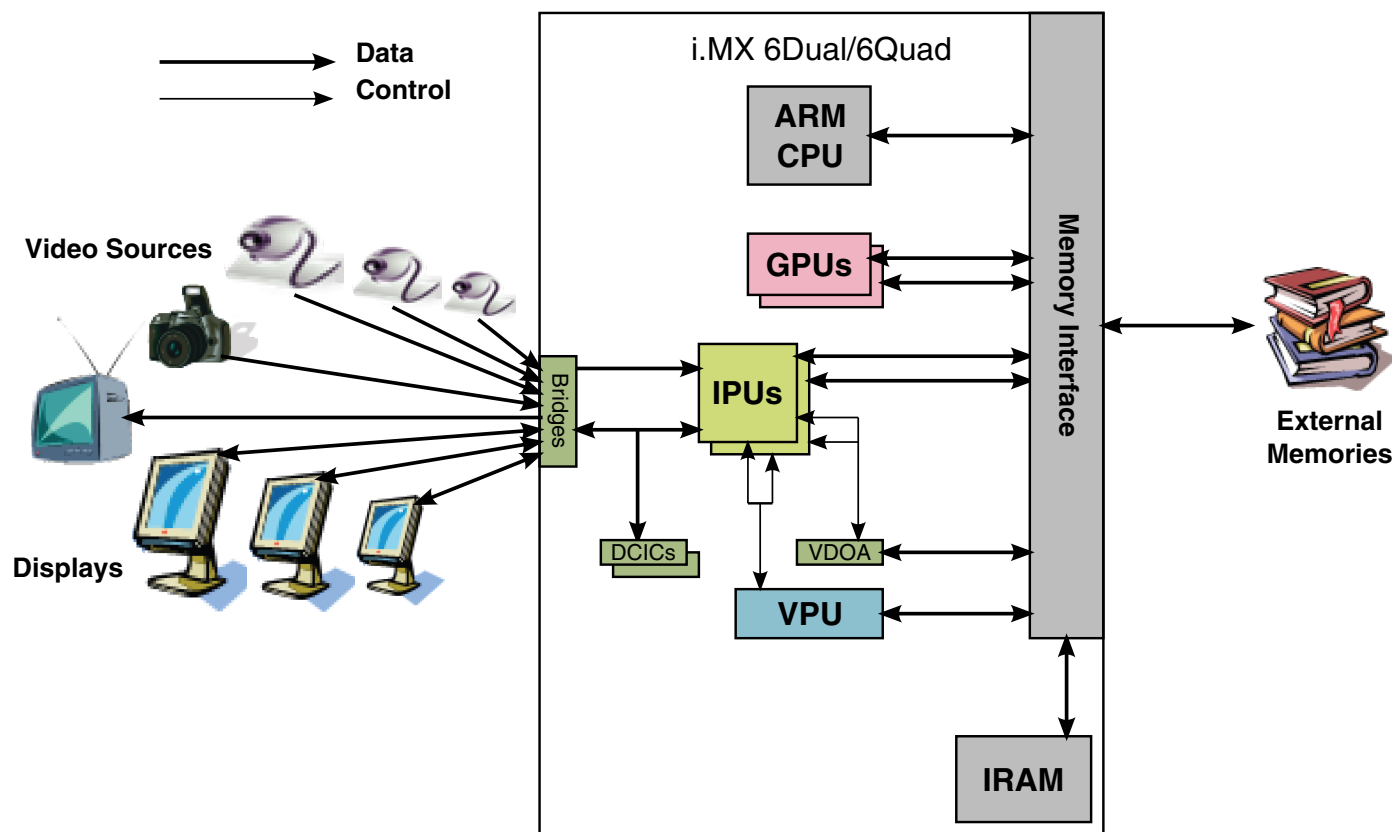 Data
Control
i.MX 6Dual/6Quad
ARM
CPU
Video Sources
GPUs
Memory Interface
Bridges
IPUs
External
Memories
DCICs
VDOA
Displays
VPU
IRAM